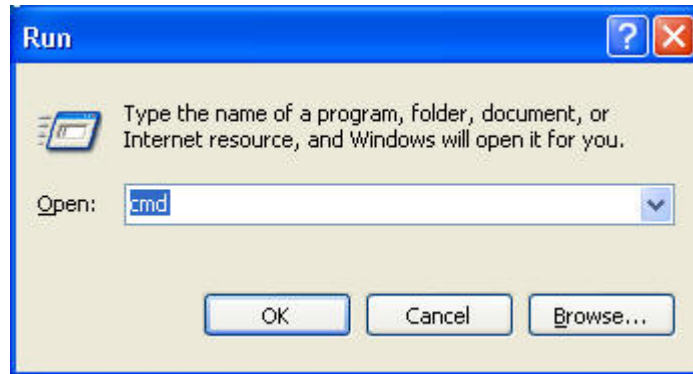 Run
Type the name of a program, folder, document, or
Internet resource, and Windows will open it for you.
Open: cmd
OK Cancel Browse...